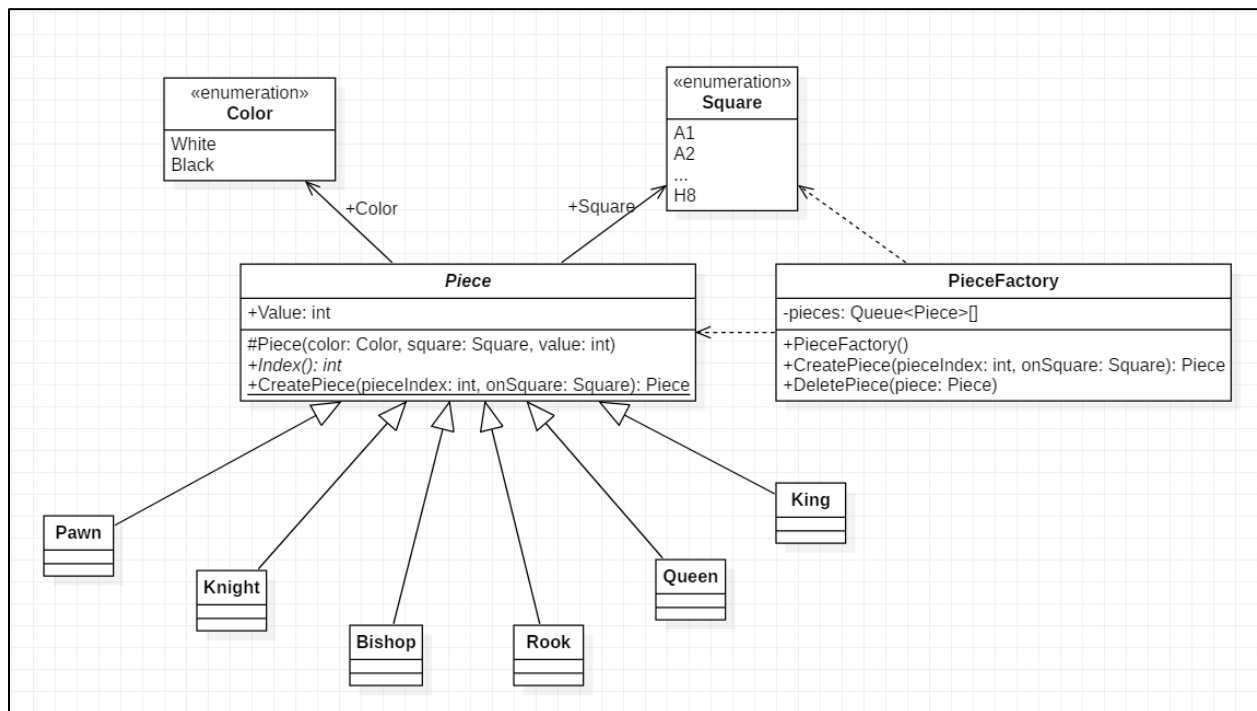 «enumeration»
Color
White
Black
«enumeration»
Square
A1
A2
...
H8
+Color
+Square
Piece
+Value: int
#Piece(color: Color, square: Square, value: int)
+Index(): int
+CreatePiece(pieceIndex: int, onSquare: Square): Piece
PieceFactory
-pieces: Queue<Piece>[]
+PieceFactory()
+CreatePiece(pieceIndex: int, onSquare: Square): Piece
+DeletePiece(piece: Piece)
Pawn
Knight
Bishop
Rook
Queen
King